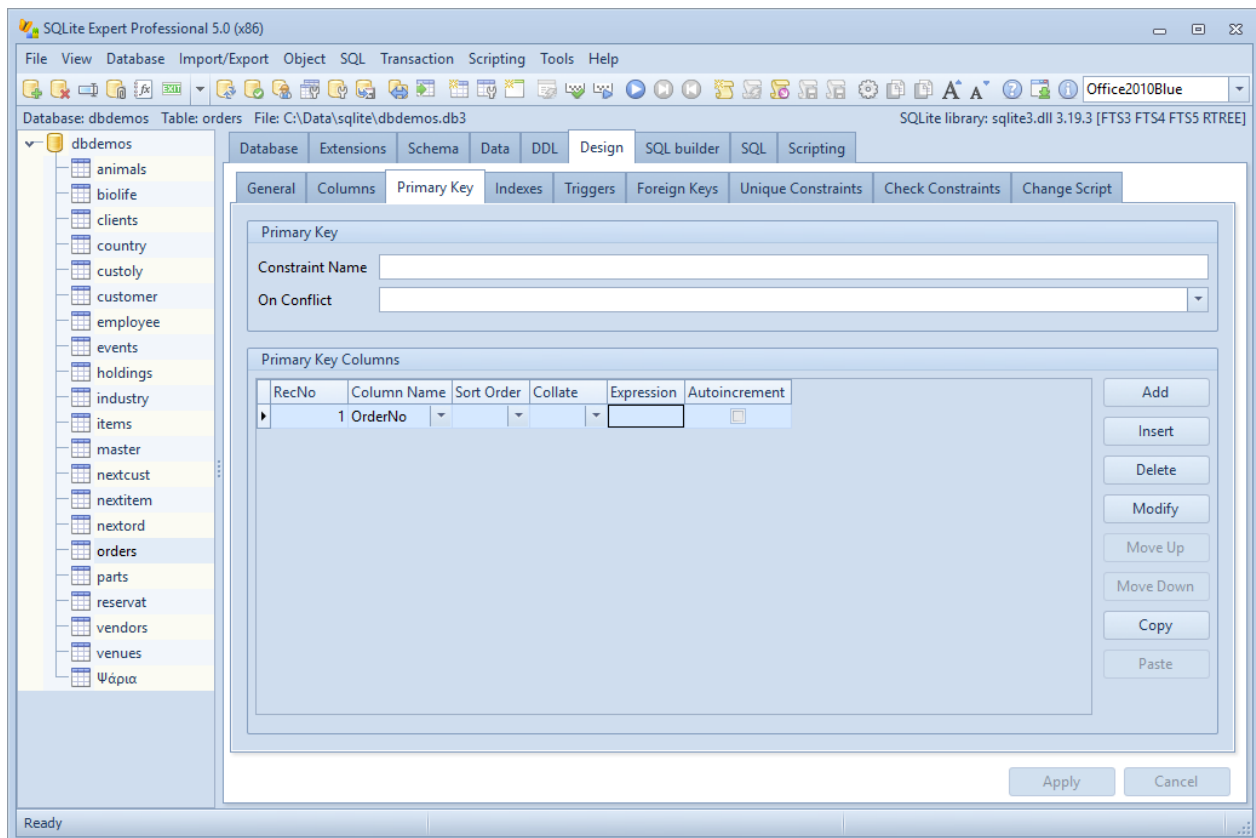 SQLite Expert Professional 5.0 (x86)
File View Database Import/Export Object SQL Transaction Scripting Tools Help
Office2010Blue
Database: dbdemos Table: orders File: C:\Data\sqlite\dbdemos.db3
SQLite library: sqlite3.dll 3.19.3 [FTS3 FTS4 FTS5 RTREE]
dbdemos
animals
biolife
clients
country
custoly
customer
employee
events
holdings
industry
items
master
nextcust
nextitem
nextord
orders
parts
reservat
vendors
venues
Ψάρια
Database Extensions Schema Data DDL Design SQL builder SQL Scripting
General Columns Primary Key Indexes Triggers Foreign Keys Unique Constraints Check Constraints Change Script
Primary Key
Constraint Name
On Conflict
Primary Key Columns
RecNo Column Name Sort Order Collate Expression Autoincrement
1 OrderNo
Add
Insert
Delete
Modify
Move Up
Move Down
Copy
Paste
Apply Cancel
Ready